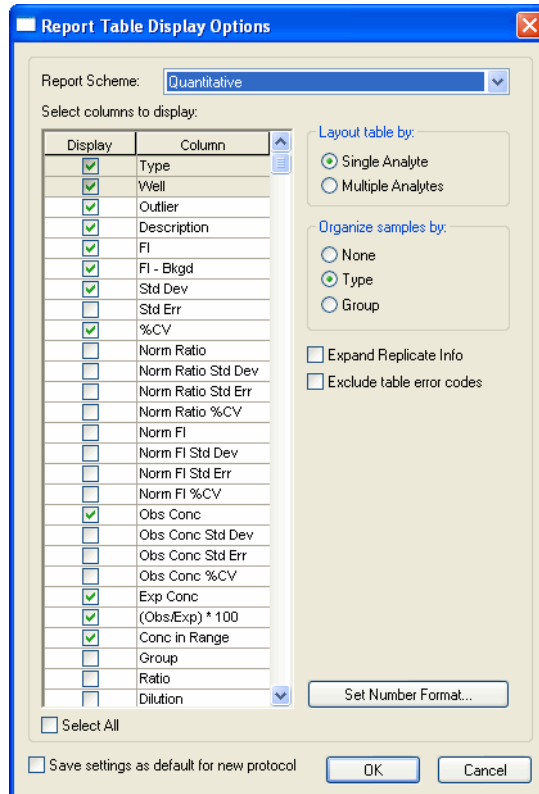 Report Table Display Options
Report Scheme: Quantitative
Select columns to display:
Display Column
Type
Well
Outlier
Description
FI
FI - Bkgd
Std Dev
Std Err
%CV
Norm Ratio
Norm Ratio Std Dev
Norm Ratio Std Err
Norm Ratio %CV
Norm FI
Norm FI Std Dev
Norm FI Std Err
Norm FI %CV
Obs Conc
Obs Conc Std Dev
Obs Conc Std Err
Obs Conc %CV
Exp Conc
(Obs/Exp) * 100
Conc in Range
Group
Ratio
Dilution
Select All
Layout table by:
Single Analyte
Multiple Analytes
Organize samples by:
None
Type
Group
Expand Replicate Info
Exclude table error codes
Set Number Format...
Save settings as default for new protocol
OK
Cancel